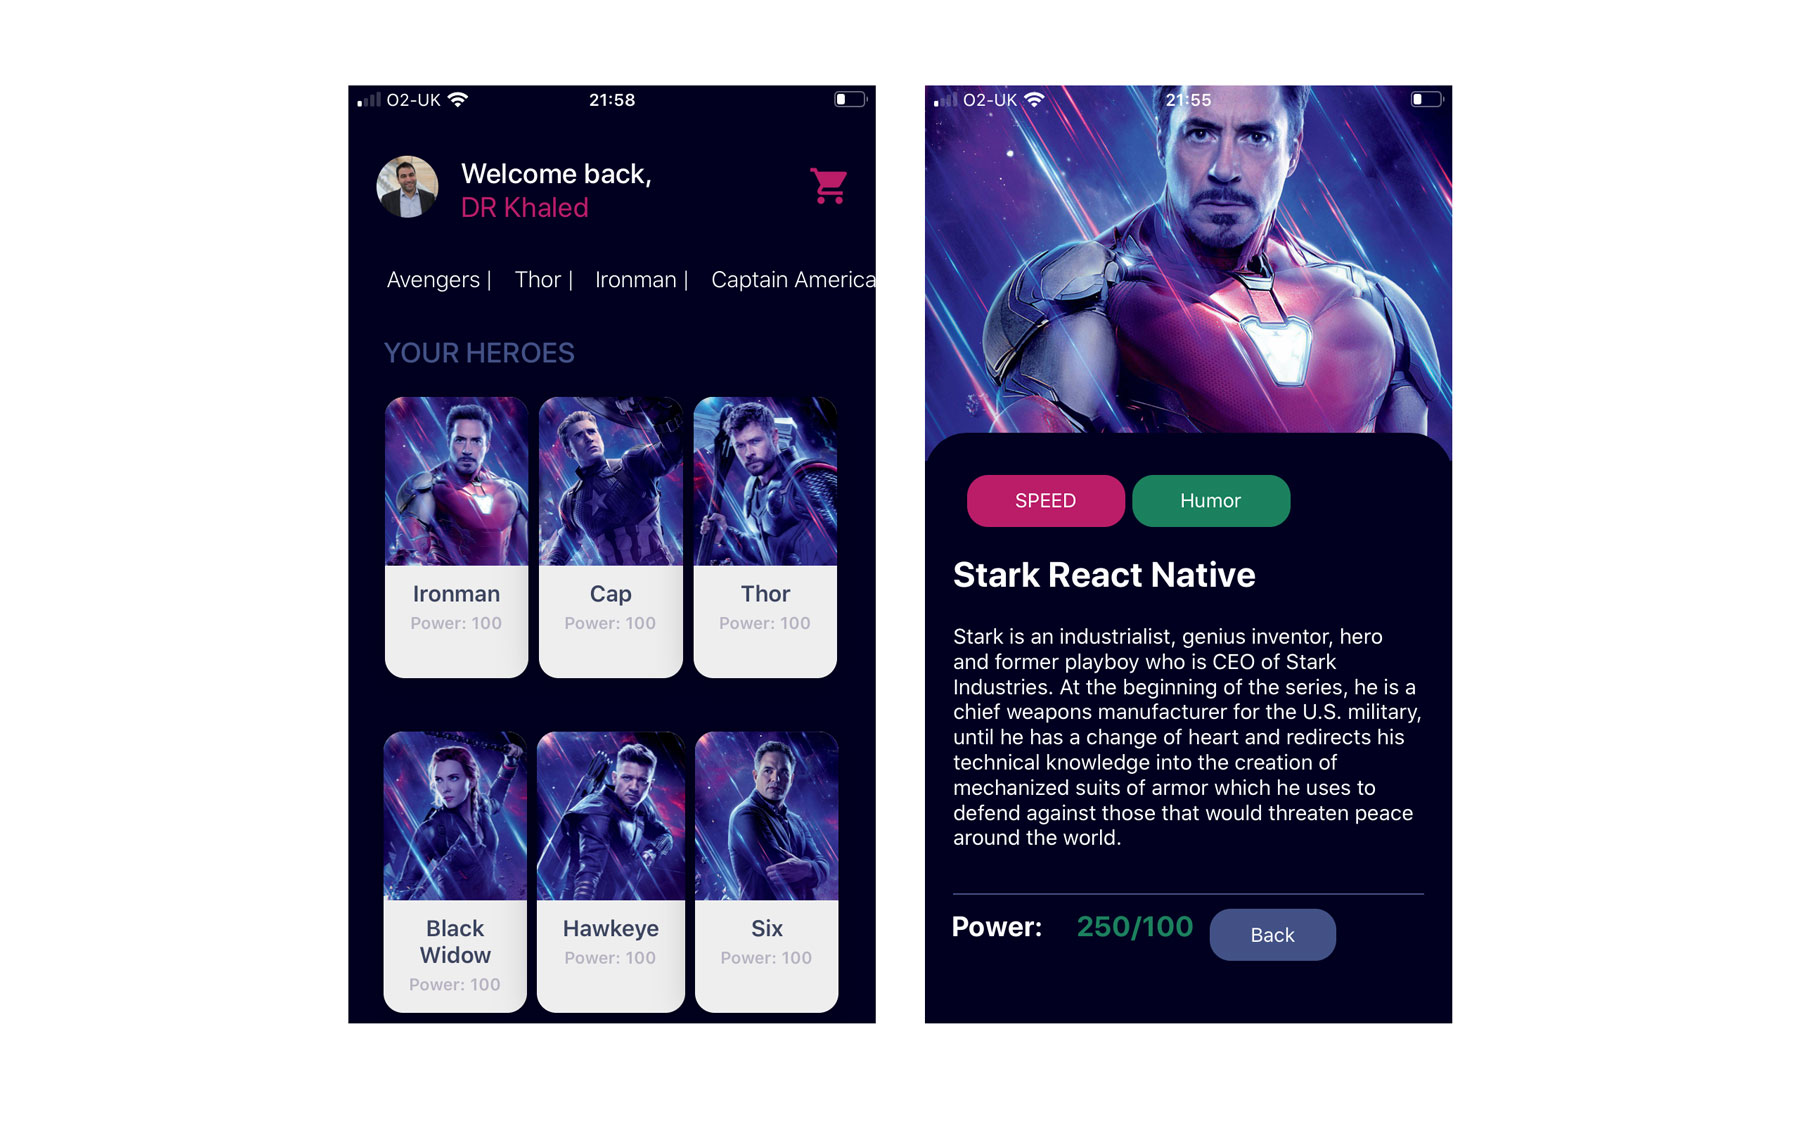 O2-UK 21:58
Welcome back,
DR Khaled
Avengers | Thor | Ironman | Captain America
YOUR HEROES
Ironman Cap Thor
Power: 100 Power: 100 Power: 100
Black Widow Hawkeye Six
Power: 100 Power: 100 Power: 100
O2-UK 21:55
SPEED Humor
Stark React Native
Stark is an industrialist, genius inventor, hero
and former playboy who is CEO of Stark
Industries. At the beginning of the series, he is a
chief weapons manufacturer for the U.S. military,
until he has a change of heart and redirects his
technical knowledge into the creation of
mechanized suits of armor which he uses to
defend against those that would threaten peace
around the world.
Power: 250/100 Back